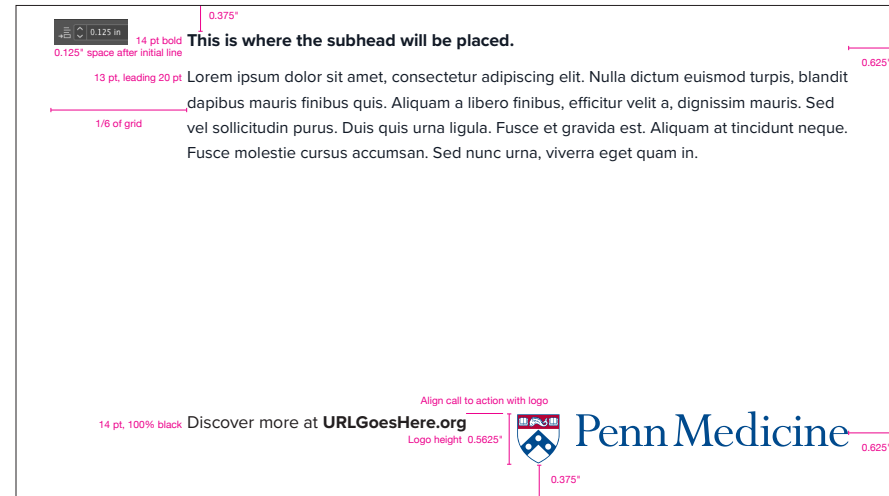 0.375"
0.125 in
14 pt bold
This is where the subhead will be placed.
0.125" space after initial line
0.625"
13 pt, leading 20 pt
Lorem ipsum dolor sit amet, consectetur adipiscing elit. Nulla dictum euismod turpis, blandit
dapibus mauris finibus quis. Aliquam a libero finibus, efficitur velit a, dignissim mauris. Sed
1/6 of grid
vel sollicitudin purus. Duis quis urna ligula. Fusce et gravida est. Aliquam at tincidunt neque.
Fusce molestie cursus accumsan. Sed nunc urna, viverra eget quam in.
Align call to action with logo
14 pt, 100% black
Discover more at URLGoesHere.org
Logo height 0.5625"
Penn Medicine
0.625"
0.375"